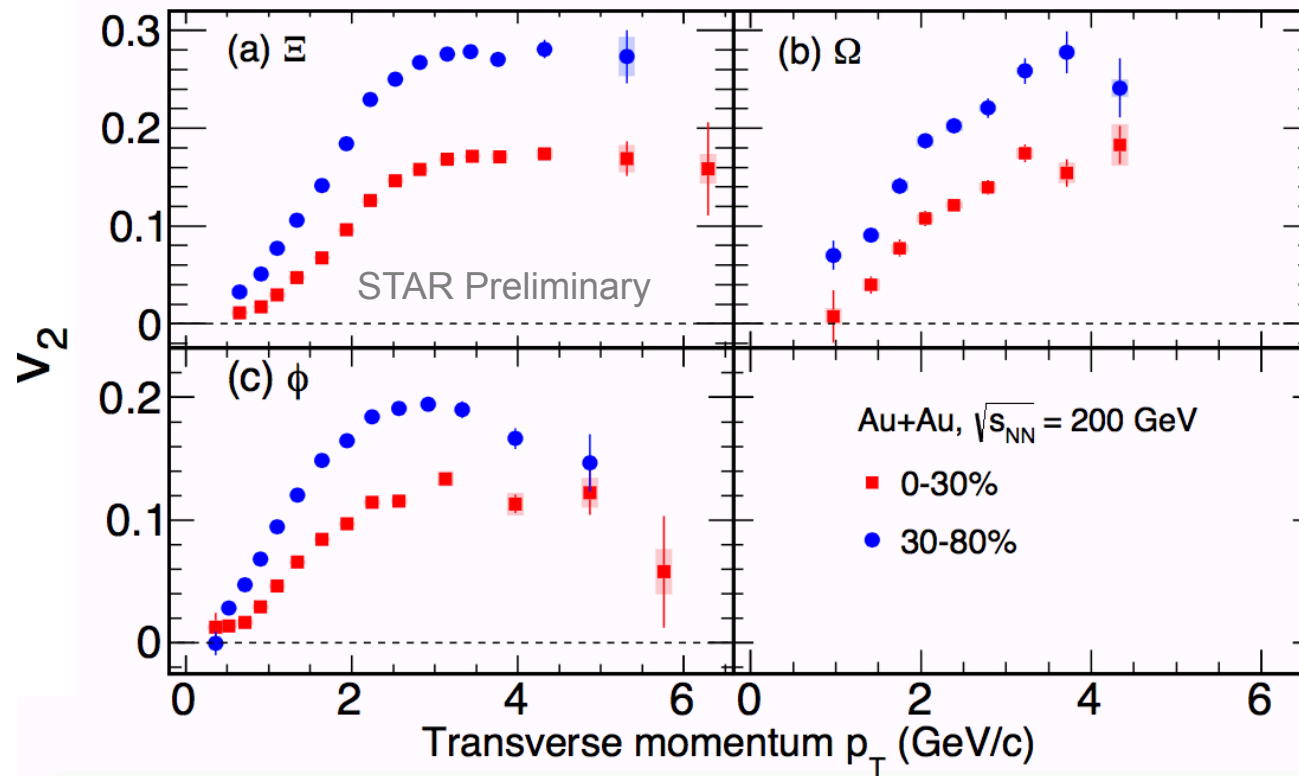 (a) Ξ
(b) Ω
0.3
0.2
0.1
0
STAR Preliminary
v₂
(c) ϕ
0.2
0.1
0
Au+Au, √sNN = 200 GeV
0-30%
30-80%
0 2 4 6 0 2 4 6
Transverse momentum pT (GeV/c)